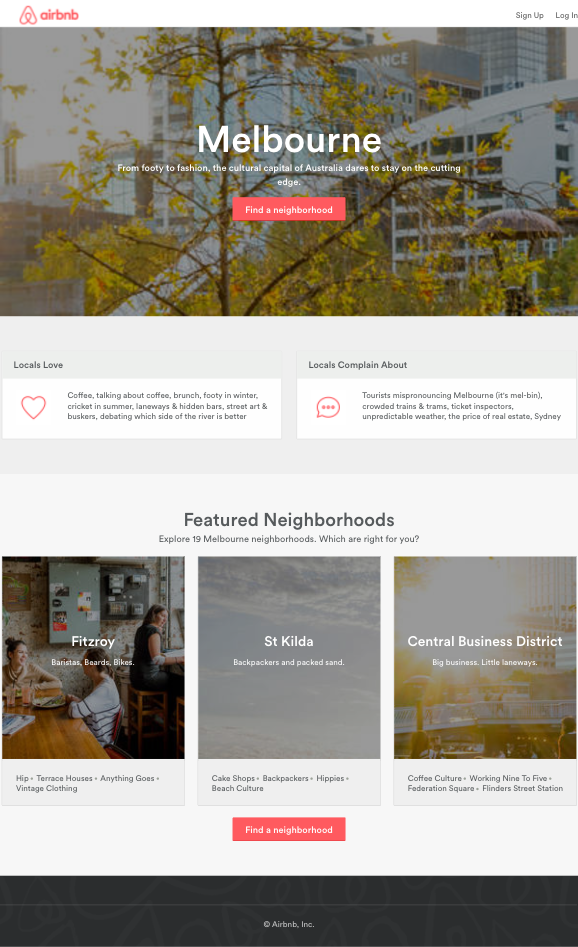 airbnb
Sign Up
Log In
ANCE
Melbourne
From footy to fashion, the cultural capital of Australia dares to stay on the cutting
edge.
Find a neighborhood
Locals Love
Coffee, talking about coffee, brunch, footy in winter,
cricket in summer, laneways & hidden bars, street art &
buskers, debating which side of the river is better
Locals Complain About
Tourists mispronouncing Melbourne (it's mel-bin),
crowded trains & trams, ticket inspectors,
unpredictable weather, the price of real estate, Sydney
Featured Neighborhoods
Explore 19 Melbourne neighborhoods. Which are right for you?
Fitzroy
Baristas. Beards. Bikes.
Hip • Terrace Houses • Anything Goes •
Vintage Clothing
St Kilda
Backpackers and packed sand.
Cake Shops • Backpackers • Hippies •
Beach Culture
Central Business District
Big business. Little laneways.
Coffee Culture • Working Nine To Five •
Federation Square • Flinders Street Station
Find a neighborhood
© Airbnb, Inc.